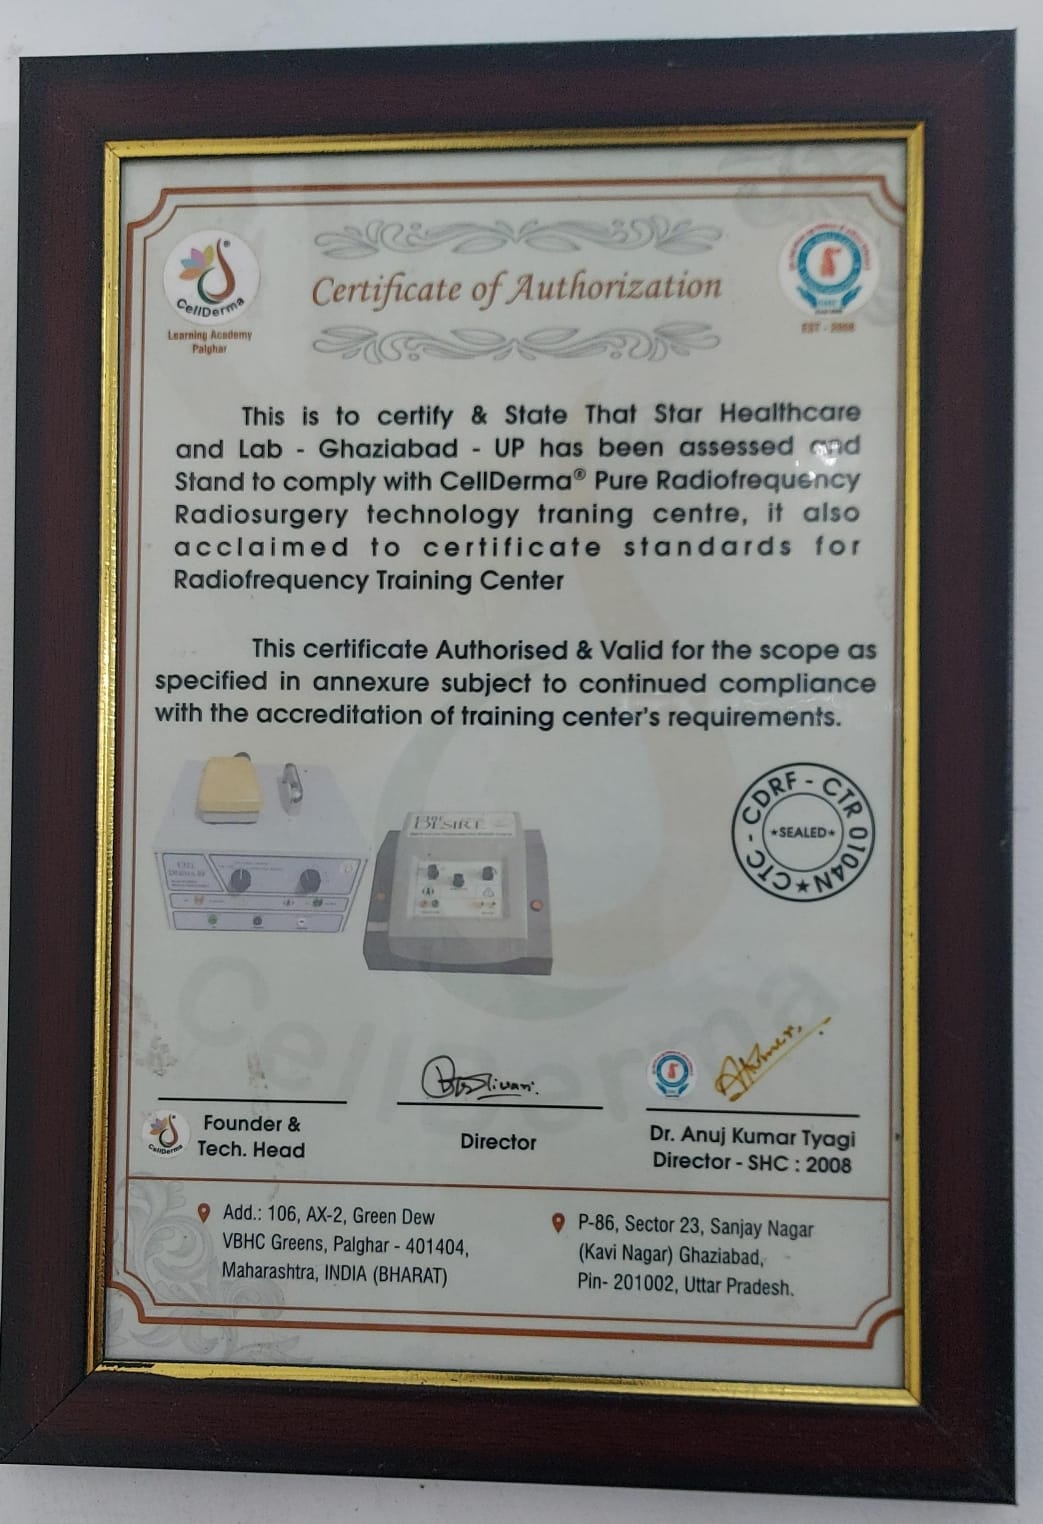 CellDerma®
Learning Academy
Palghar
Certificate of Authorization
EST - 2008
This is to certify & State That Star Healthcare
and Lab - Ghaziabad - UP has been assessed and
Stand to comply with CellDerma® Pure Radiofrequency
Radiosurgery technology traning centre, it also
acclaimed to certificate standards for
Radiofrequency Training Center
This certificate Authorised & Valid for the scope as
specified in annexure subject to continued compliance
with the accreditation of training center's requirements.
DESIRE
CTC - CDRF - CTR 0104N
★SEALED★
CellDerma
Founder &
Tech. Head
Director
Dr. Anuj Kumar Tyagi
Director - SHC : 2008
CellDerma
Add.: 106, AX-2, Green Dew
VBHC Greens, Palghar - 401404,
Maharashtra, INDIA (BHARAT)
P-86, Sector 23, Sanjay Nagar
(Kavi Nagar) Ghaziabad,
Pin- 201002, Uttar Pradesh.